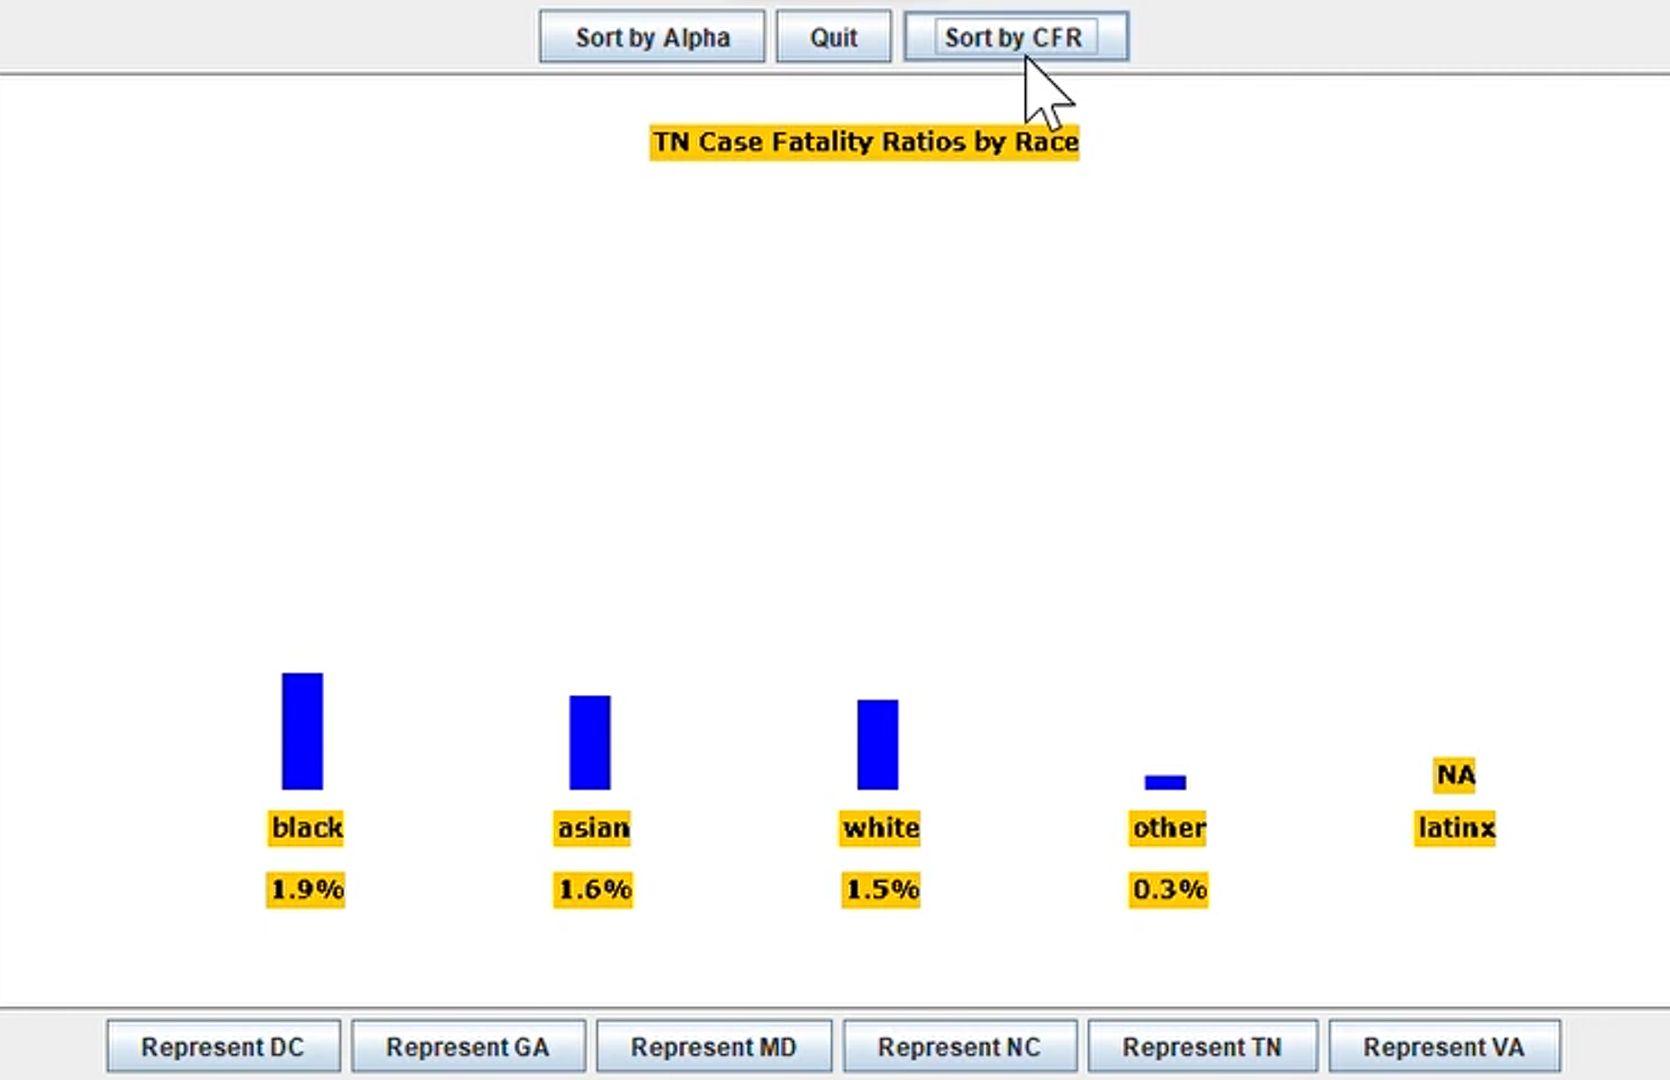 Sort by Alpha Quit Sort by CFR
TN Case Fatality Ratios by Race
NA
black asian white other latinx
1.9% 1.6% 1.5% 0.3%
Represent DC Represent GA Represent MD Represent NC Represent TN Represent VA